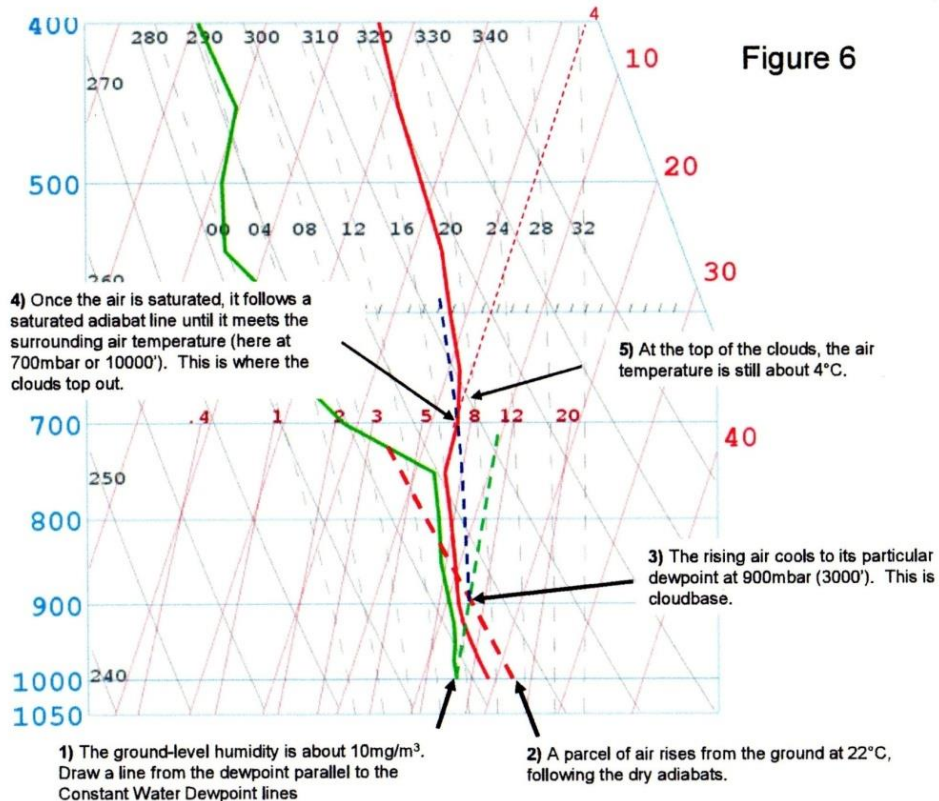 400
280 290 300 310 320 330 340
4
10
Figure 6
270
500
20
00 04 08 12 16 20 24 28 32
260
30
4) Once the air is saturated, it follows a
saturated adiabat line until it meets the
surrounding air temperature (here at
700mbar or 10000'). This is where the
clouds top out.
5) At the top of the clouds, the air
temperature is still about 4°C.
700
.4 1 2 3 5 8 12 20
40
250
800
3) The rising air cools to its particular
dewpoint at 900mbar (3000'). This is
cloudbase.
900
1000
240
1050
1) The ground-level humidity is about 10mg/m³.
Draw a line from the dewpoint parallel to the
Constant Water Dewpoint lines
2) A parcel of air rises from the ground at 22°C,
following the dry adiabats.